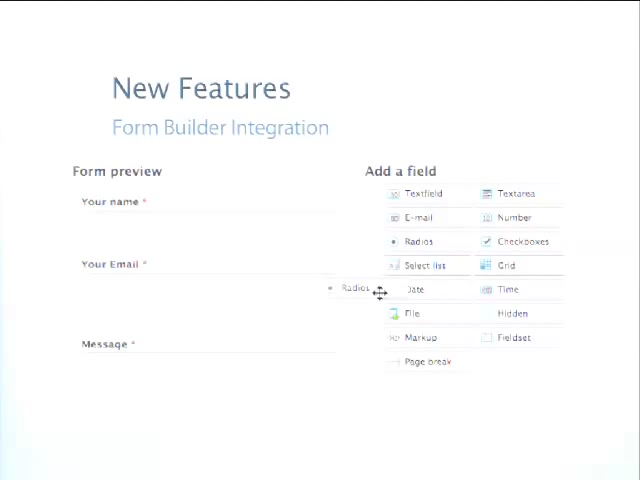 New Features
Form Builder Integration
Form preview
Add a field
Your name *
Textfield
Textarea
E-mail
Number
Radios
Checkboxes
Your Email *
Select list
Grid
Radios
Date
Time
File
Hidden
Message *
Markup
Fieldset
Page break